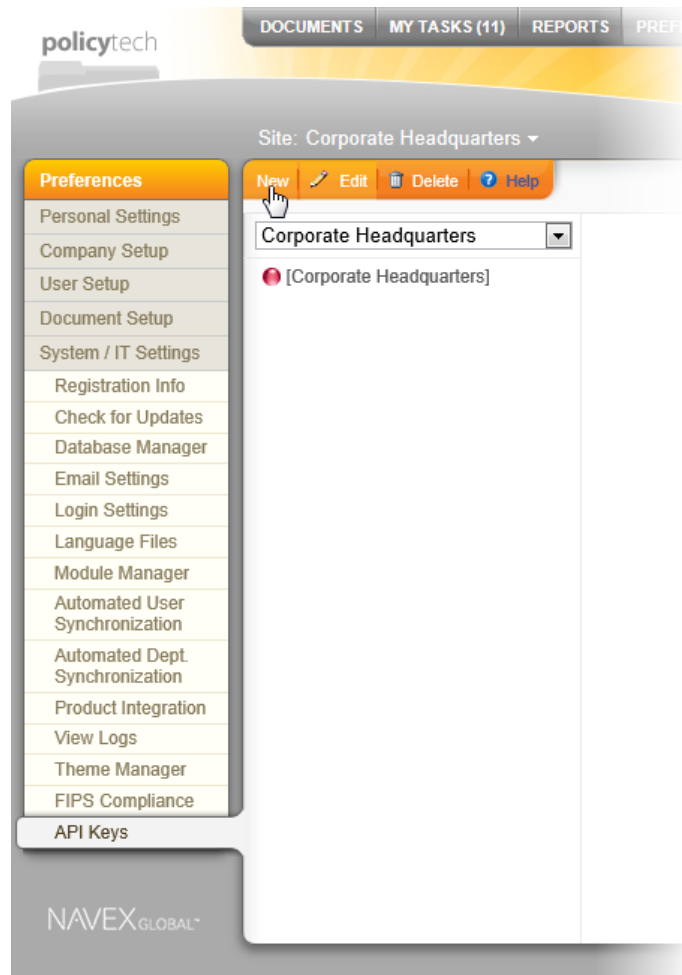 policytech
DOCUMENTS MY TASKS (11) REPORTS PREF
Site: Corporate Headquarters
Preferences
New Edit Delete Help
Personal Settings
Company Setup
User Setup
Document Setup
System / IT Settings
Registration Info
Check for Updates
Database Manager
Email Settings
Login Settings
Language Files
Module Manager
Automated User
Synchronization
Automated Dept.
Synchronization
Product Integration
View Logs
Theme Manager
FIPS Compliance
API Keys
Corporate Headquarters
[Corporate Headquarters]
NAVEX GLOBAL™